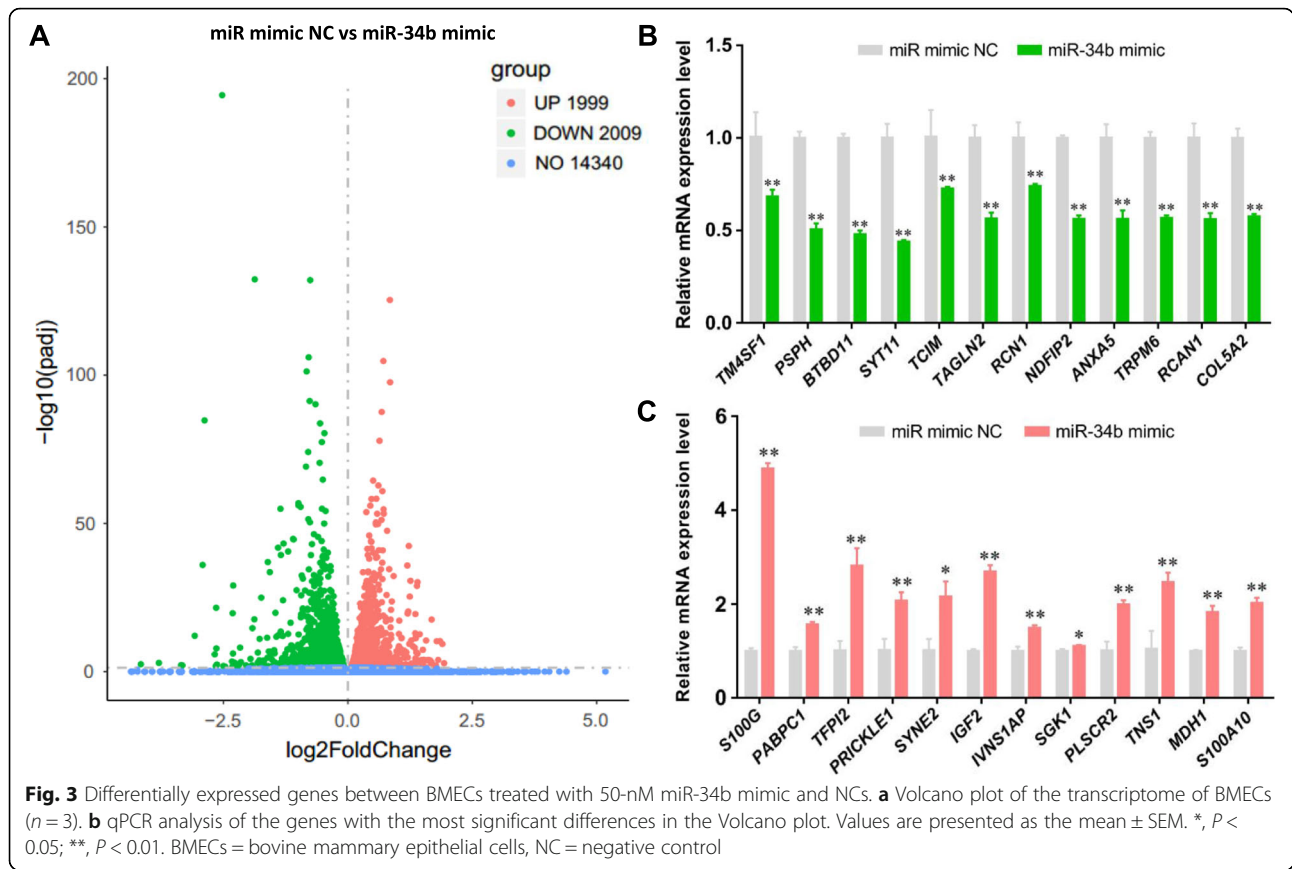 A
miR mimic NC vs miR-34b mimic
group
UP 1999
DOWN 2009
NO 14340
200
150
100
50
0
−log10(padj)
−2.5
0.0
2.5
5.0
log2FoldChange
B
miR mimic NC
miR-34b mimic
Relative mRNA expression level
1.5
1.0
0.5
0.0
** ** ** ** ** ** ** ** ** ** ** **
TM4SF1
PSPH
BTBD11
SYT11
TCIM
TAGLN2
RCN1
NDFIP2
ANXA5
TRPM6
RCAN1
COL5A2
C
miR mimic NC
miR-34b mimic
Relative mRNA expression level
6
4
2
0
** ** ** ** * ** ** * ** ** ** **
S100G
PABPC1
TFPI2
PRICKLE1
SYNE2
IGF2
IVNS1AP
SGK1
PLSCR2
TNS1
MDH1
S100A10
Fig. 3 Differentially expressed genes between BMECs treated with 50-nM miR-34b mimic and NCs. a Volcano plot of the transcriptome of BMECs
(n = 3). b qPCR analysis of the genes with the most significant differences in the Volcano plot. Values are presented as the mean ± SEM. *, P <
0.05; **, P < 0.01. BMECs = bovine mammary epithelial cells, NC = negative control